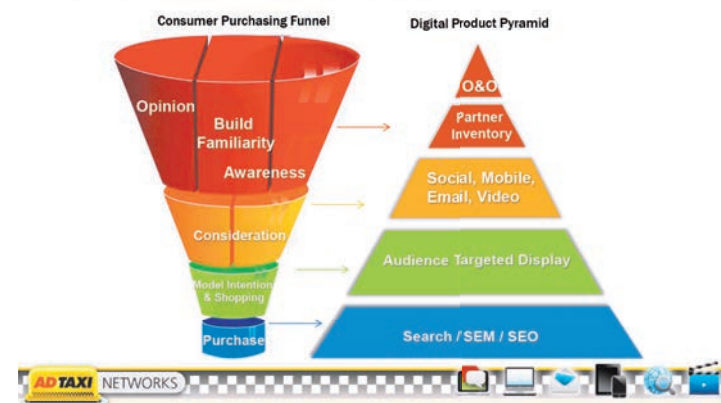 Consumer Purchasing Funnel
Digital Product Pyramid
Opinion
Build
Familiarity
Awareness
Consideration
Model Intention
& Shopping
Purchase
O&O
Partner
Inventory
Social, Mobile,
Email, Video
Audience Targeted Display
Search / SEM / SEO
ADTAXI NETWORKS